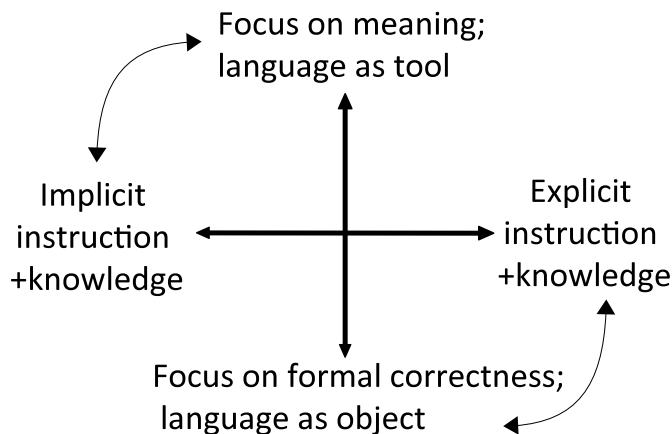 Focus on meaning;
language as tool
Implicit
instruction
+knowledge
Explicit
instruction
+knowledge
Focus on formal correctness;
language as object